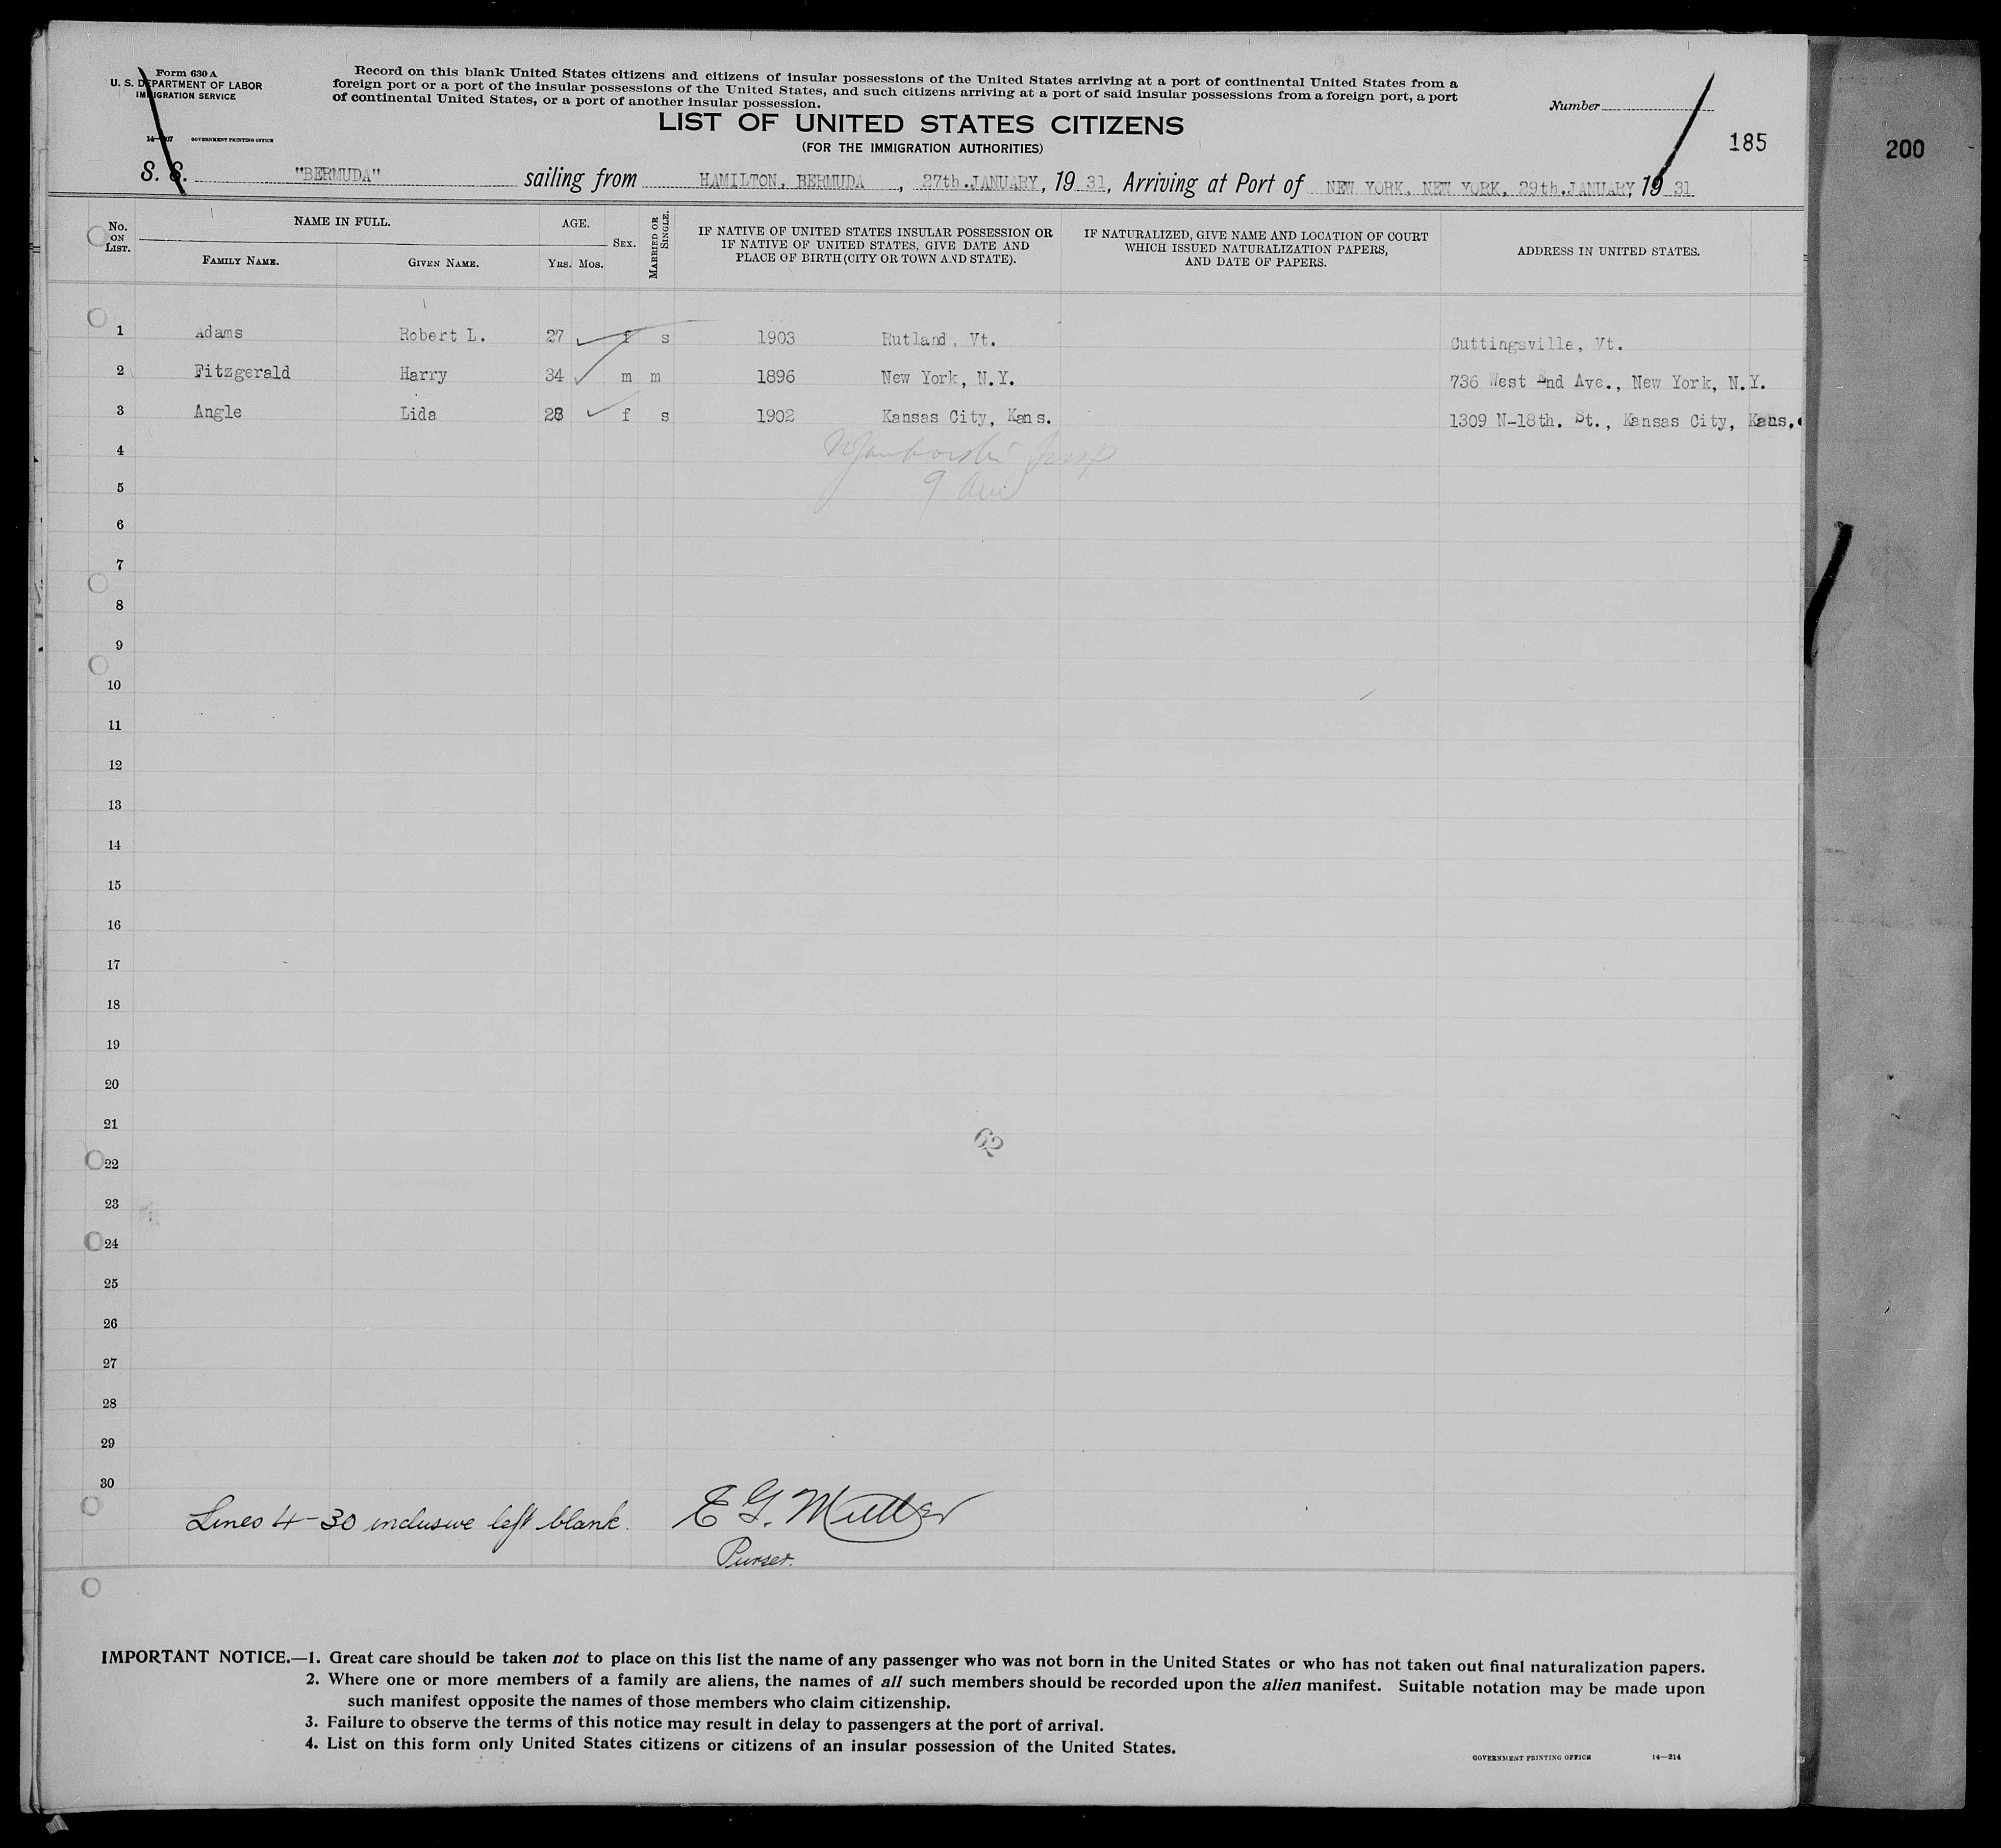 Form 630 A
U. S. DEPARTMENT OF LABOR
IMMIGRATION SERVICE
GOVERNMENT PRINTING OFFICE
Record on this blank United States citizens and citizens of insular possessions of the United States arriving at a port of continental United States from a
foreign port or a port of the insular possessions of the United States, and such citizens arriving at a port of said insular possessions from a foreign port, a port
of continental United States, or a port of another insular possession.
Number
LIST OF UNITED STATES CITIZENS
(FOR THE IMMIGRATION AUTHORITIES)
185
200
S. S. "BERMUDA" sailing from HAMILTON, BERMUDA, 27th.JANUARY, 19 31, Arriving at Port of NEW YORK, NEW YORK, 29th.JANUARY, 19 31
No. ON LIST.
NAME IN FULL.
FAMILY NAME.
GIVEN NAME.
AGE.
YRS. MOS.
SEX.
MARRIED OR SINGLE.
IF NATIVE OF UNITED STATES INSULAR POSSESSION OR
IF NATIVE OF UNITED STATES, GIVE DATE AND
PLACE OF BIRTH (CITY OR TOWN AND STATE).
IF NATURALIZED, GIVE NAME AND LOCATION OF COURT
WHICH ISSUED NATURALIZATION PAPERS,
AND DATE OF PAPERS.
ADDRESS IN UNITED STATES.
1 Adams Robert L. 27 f s 1903 Rutland, Vt. Cuttingsville, Vt.
2 Fitzgerald Harry 34 m m 1896 New York, N.Y. 736 West End Ave., New York, N.Y.
3 Angle Lida 28 f s 1902 Kansas City, Kans. 1309 N-18th. St., Kansas City, Kans.
4
5
6
7
8
9
10
11
12
13
14
15
16
17
18
19
20
21
62
22
23
24
25
26
27
28
29
30
Lines 4-30 inclusive left blank.
Purser.
IMPORTANT NOTICE.—1. Great care should be taken not to place on this list the name of any passenger who was not born in the United States or who has not taken out final naturalization papers.
2. Where one or more members of a family are aliens, the names of all such members should be recorded upon the alien manifest. Suitable notation may be made upon
such manifest opposite the names of those members who claim citizenship.
3. Failure to observe the terms of this notice may result in delay to passengers at the port of arrival.
4. List on this form only United States citizens or citizens of an insular possession of the United States.
GOVERNMENT PRINTING OFFICE 14—214